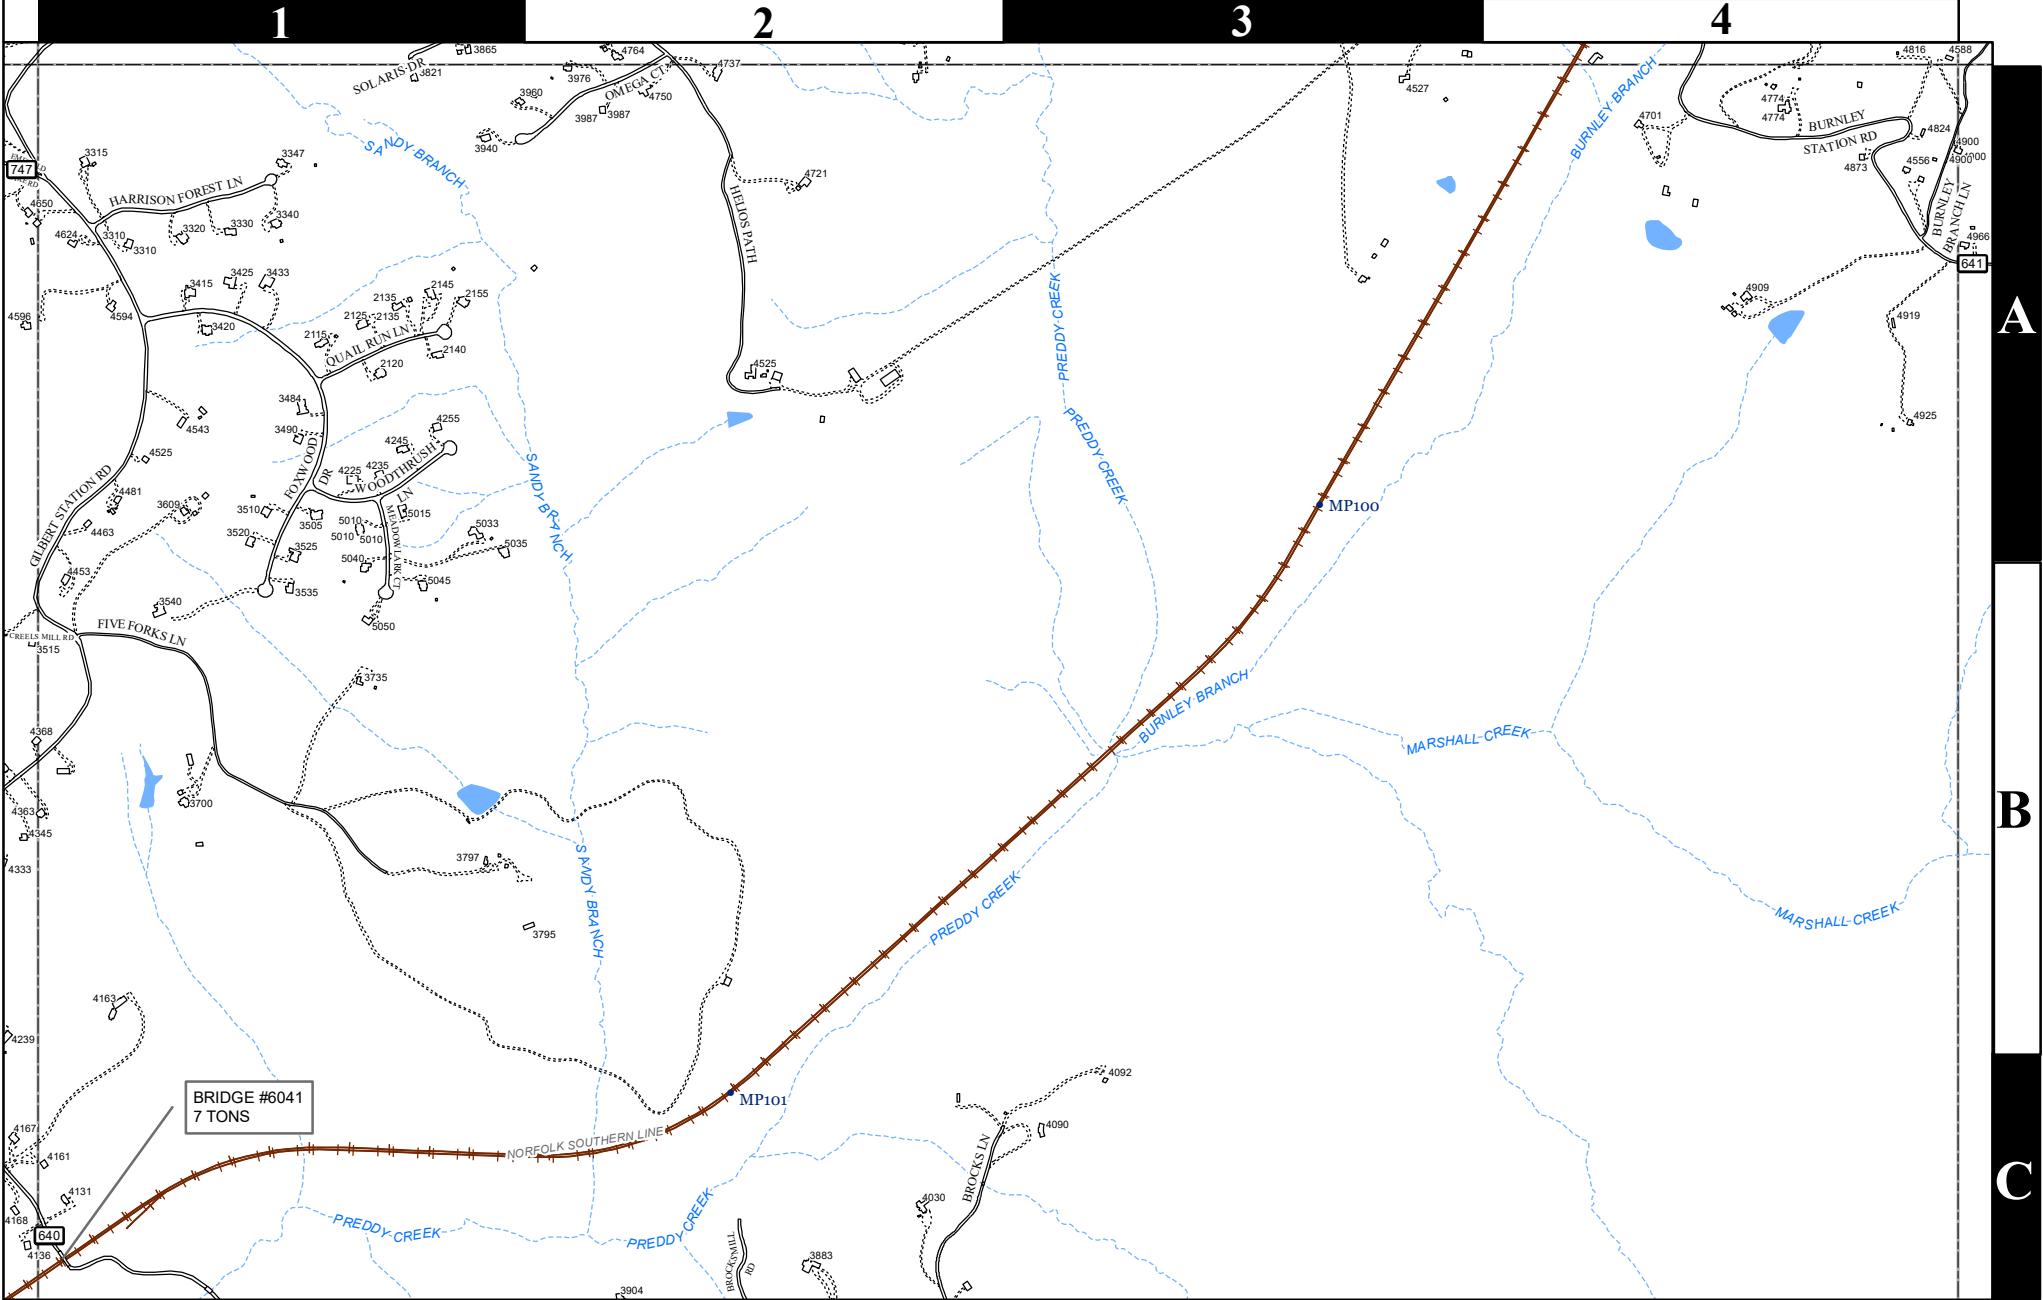 1
2
3
4
A
B
C
SOLARIS DR
3865
3821
3976
4764
OMEGA CT
4737
3960
3987
3987
4750
3940
SANDY BRANCH
4527
BURNLEY BRANCH
4701
4774
4774
BURNLEY
STATION RD
4816
4588
4824
4900
4900
4556
4873
BURNLEY
BRANCH LN
4966
641
747
3315
3347
HARRISON FOREST LN
4650
4624
3310
3310
3320
3330
3340
4721
HELIOS PATH
3415
3425
3433
4596
4594
3420
2135
2145
2155
2125
2135
2115
QUAIL RUN LN
2140
2120
PREDDY CREEK
4909
4919
4925
4525
3484
3490
4543
4525
4255
4245
4235
4225
WOODTHRUSH
LN
FOXWOOD
DR
GILBERT STATION RD
4481
4463
3609
3510
3505
3520
3525
3535
5010
5010
5010
5015
5033
5035
5040
5045
5050
MEADOWLARK CT
SANDY BRANCH
PREDDY CREEK
MP100
4453
3540
CREELS MILL RD
3515
FIVE FORKS LN
3735
4368
3700
4363
4345
4333
3797
3795
SANDY BRANCH
BURNLEY BRANCH
MARSHALL CREEK
MARSHALL CREEK
PREDDY CREEK
4163
4239
BRIDGE #6041
7 TONS
MP101
NORFOLK SOUTHERN LINE
4092
4090
BROCKS LN
4030
4167
4161
4131
4168
640
4136
PREDDY CREEK
PREDDY CREEK
BROCKS MILL
RD
3883
3904